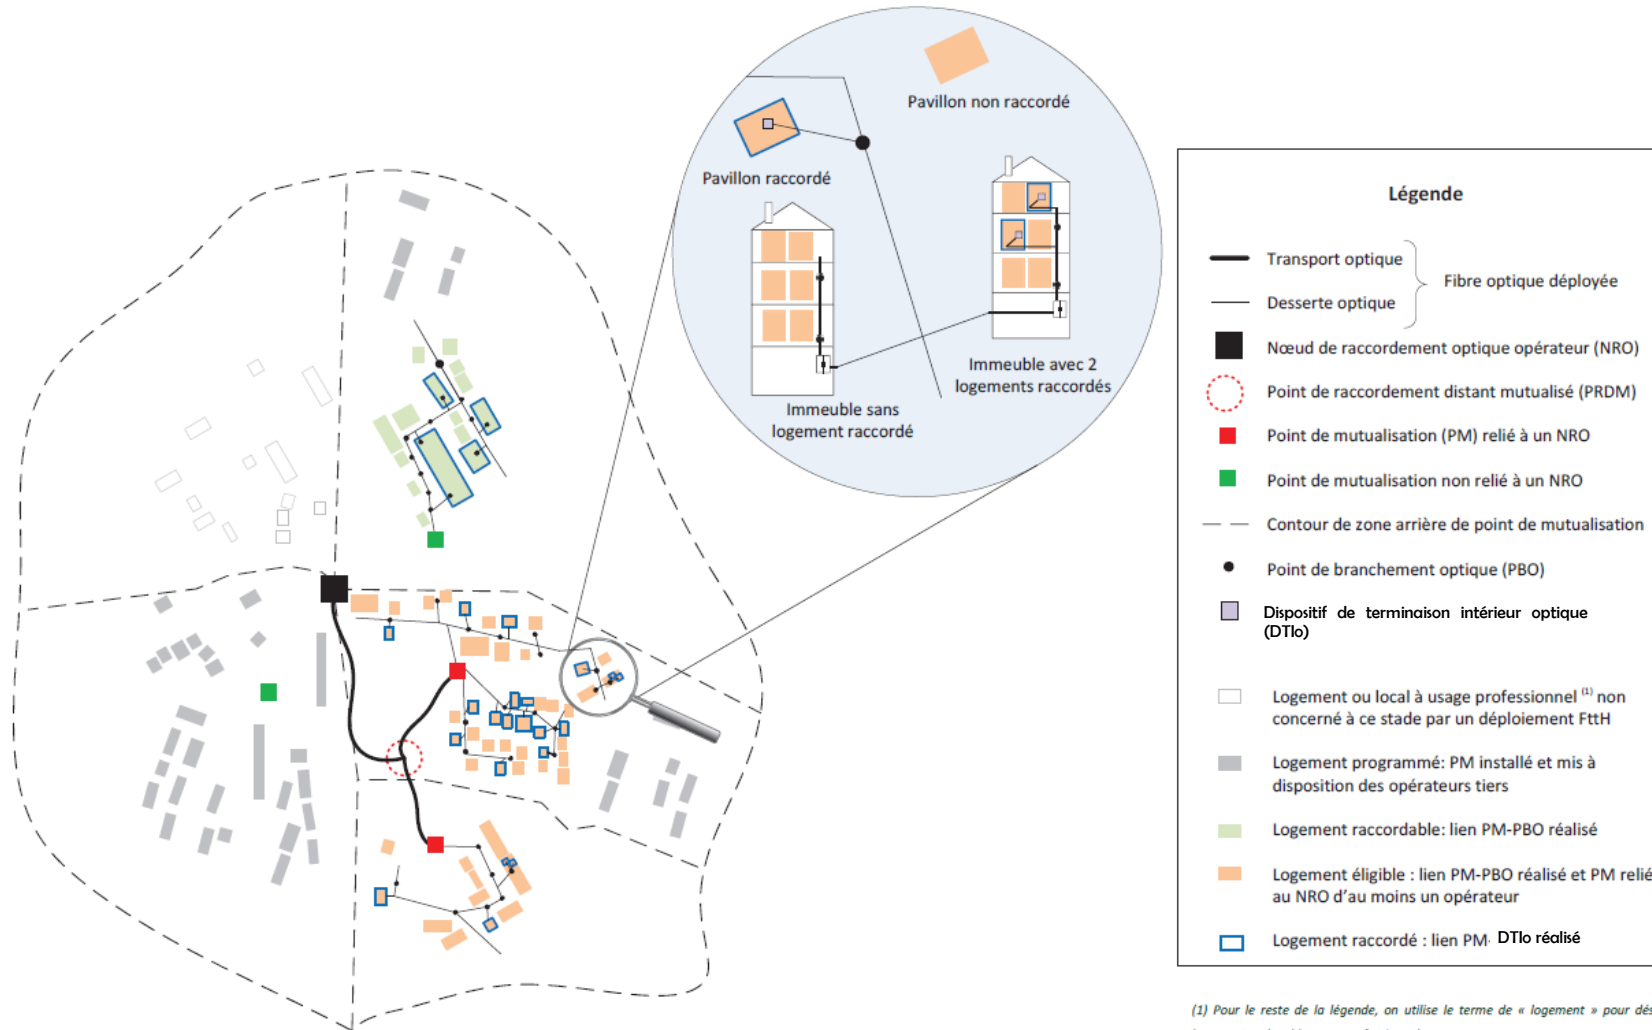 Pavillon non raccordé
Pavillon raccordé
Immeuble avec 2
logements raccordés
Immeuble sans
logement raccordé
Légende
Transport optique
Desserte optique
Fibre optique déployée
Nœud de raccordement optique opérateur (NRO)
Point de raccordement distant mutualisé (PRDM)
Point de mutualisation (PM) relié à un NRO
Point de mutualisation non relié à un NRO
Contour de zone arrière de point de mutualisation
Point de branchement optique (PBO)
Dispositif de terminaison intérieur optique
(DTIo)
Logement ou local à usage professionnel (1) non
concerné à ce stade par un déploiement FttH
Logement programmé: PM installé et mis à
disposition des opérateurs tiers
Logement raccordable: lien PM-PBO réalisé
Logement éligible : lien PM-PBO réalisé et PM relié
au NRO d'au moins un opérateur
Logement raccordé : lien PM- DTIo réalisé
(1) Pour le reste de la légende, on utilise le terme de « logement » pour dés